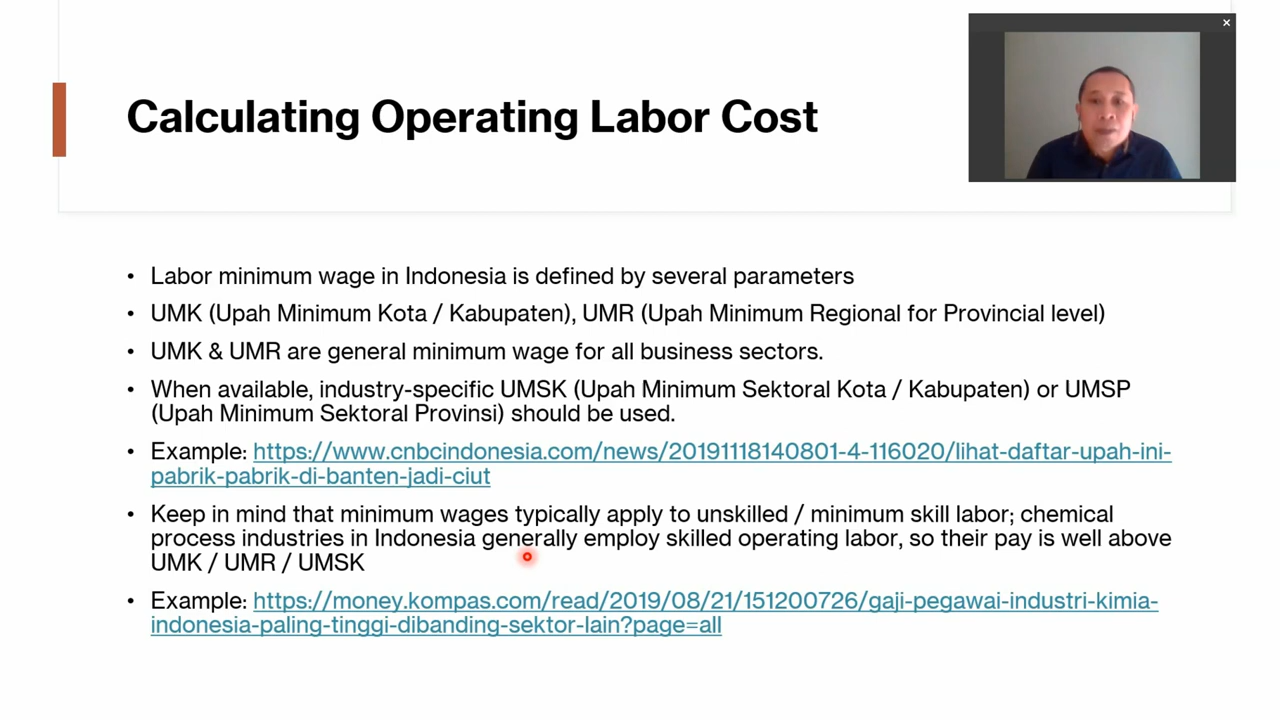 Calculating Operating Labor Cost
• Labor minimum wage in Indonesia is defined by several parameters
• UMK (Upah Minimum Kota / Kabupaten), UMR (Upah Minimum Regional for Provincial level)
• UMK & UMR are general minimum wage for all business sectors.
• When available, industry-specific UMSK (Upah Minimum Sektoral Kota / Kabupaten) or UMSP
(Upah Minimum Sektoral Provinsi) should be used.
• Example: https://www.cnbcindonesia.com/news/20191118140801-4-116020/lihat-daftar-upah-ini-
pabrik-pabrik-di-banten-jadi-ciut
• Keep in mind that minimum wages typically apply to unskilled / minimum skill labor; chemical
process industries in Indonesia generally employ skilled operating labor, so their pay is well above
UMK / UMR / UMSK
• Example: https://money.kompas.com/read/2019/08/21/151200726/gaji-pegawai-industri-kimia-
indonesia-paling-tinggi-dibanding-sektor-lain?page=all